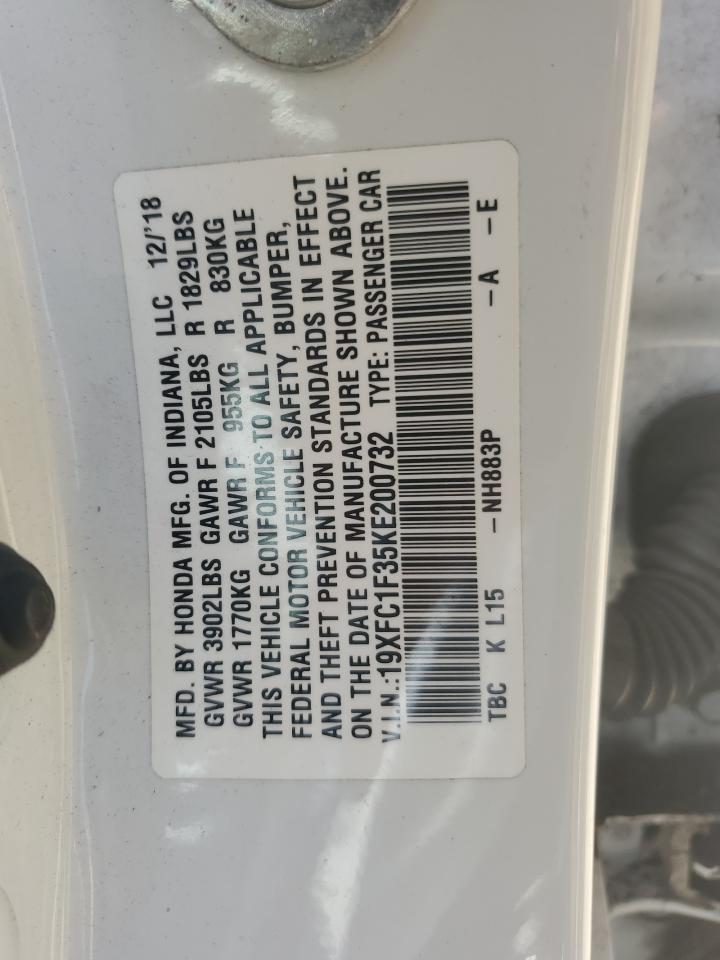 MFD. BY HONDA MFG. OF INDIANA, LLC 12/'18
GVWR 3902LBS GAWR F 2105LBS R 1829LBS
GVWR 1770KG GAWR F 955KG R 830KG
THIS VEHICLE CONFORMS TO ALL APPLICABLE
FEDERAL MOTOR VEHICLE SAFETY, BUMPER,
AND THEFT PREVENTION STANDARDS IN EFFECT
ON THE DATE OF MANUFACTURE SHOWN ABOVE.
V.I.N.:19XFC1F35KE200732 TYPE: PASSENGER CAR
TBC K L15 -NH883P -A -E